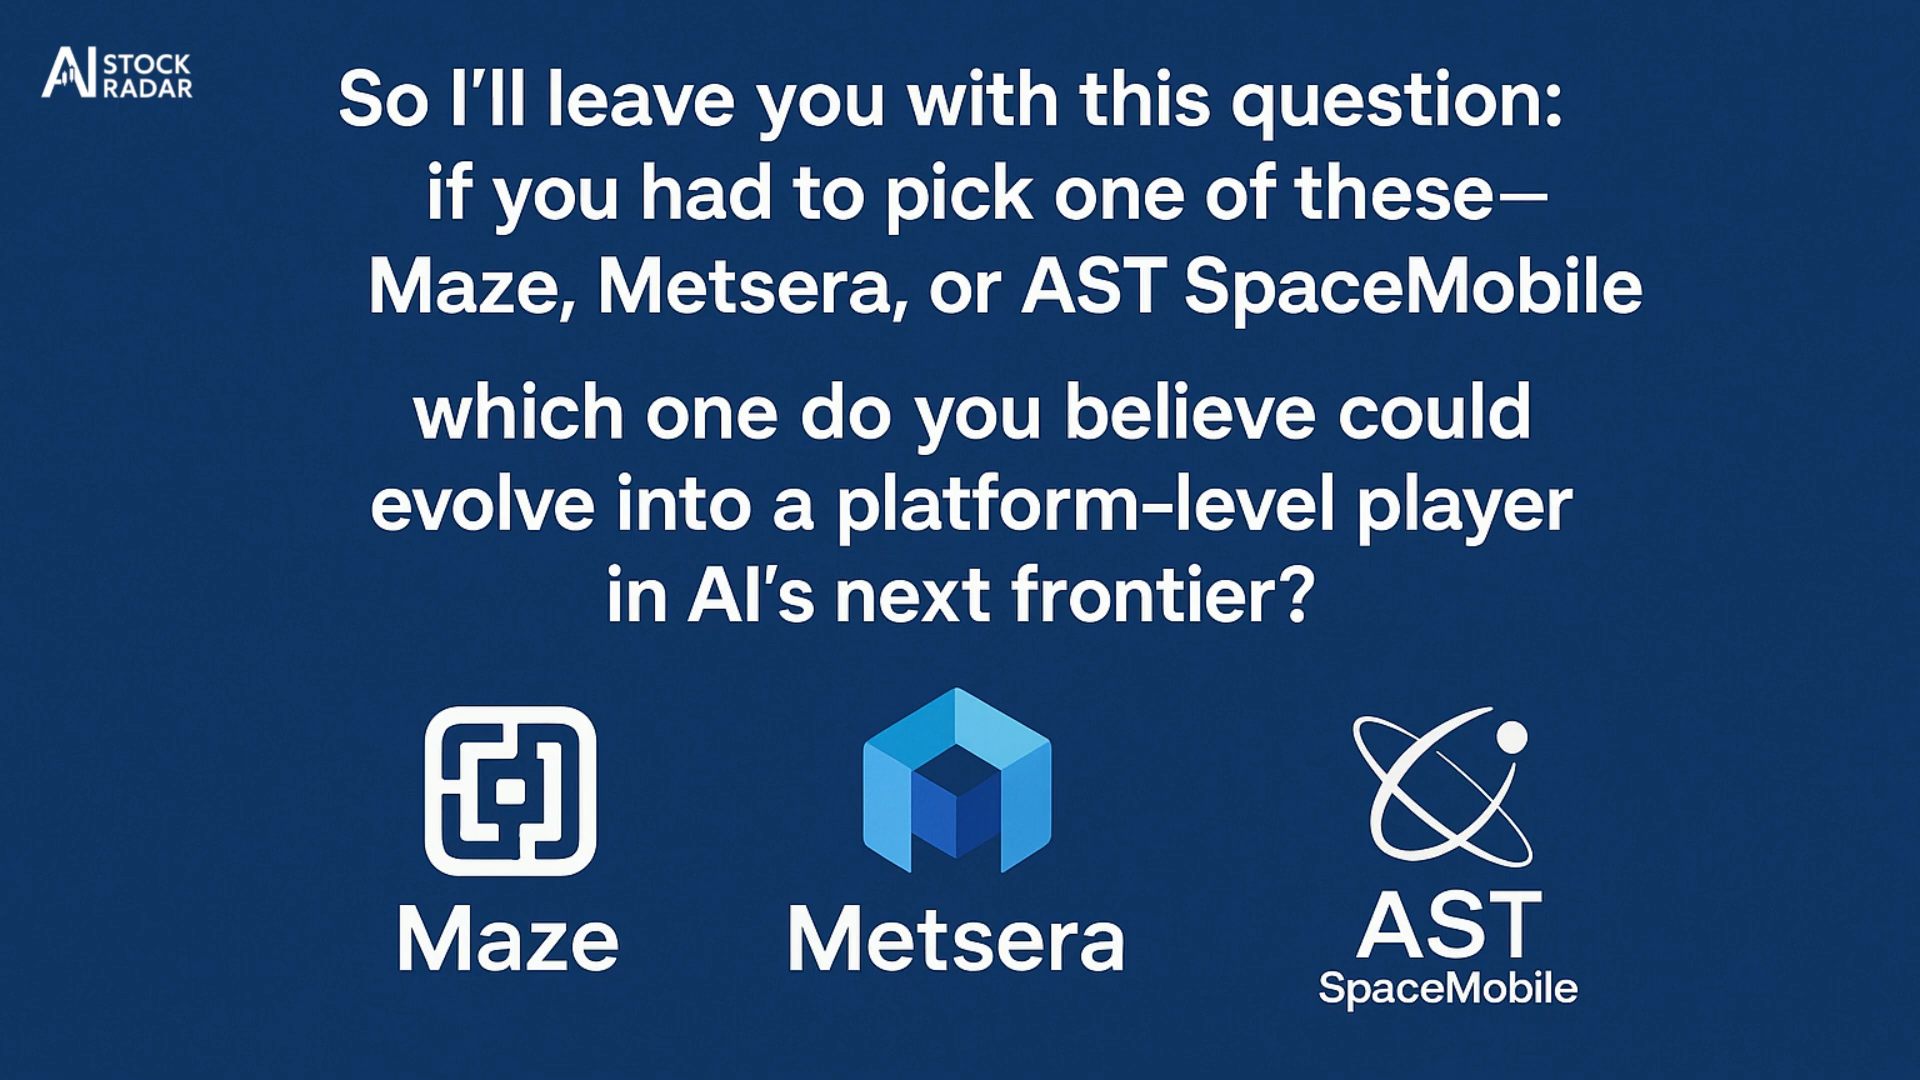 AI STOCK
RADAR
So I'll leave you with this question:
if you had to pick one of these—
Maze, Metsera, or AST SpaceMobile
which one do you believe could
evolve into a platform-level player
in AI's next frontier?
Maze
Metsera
AST
SpaceMobile